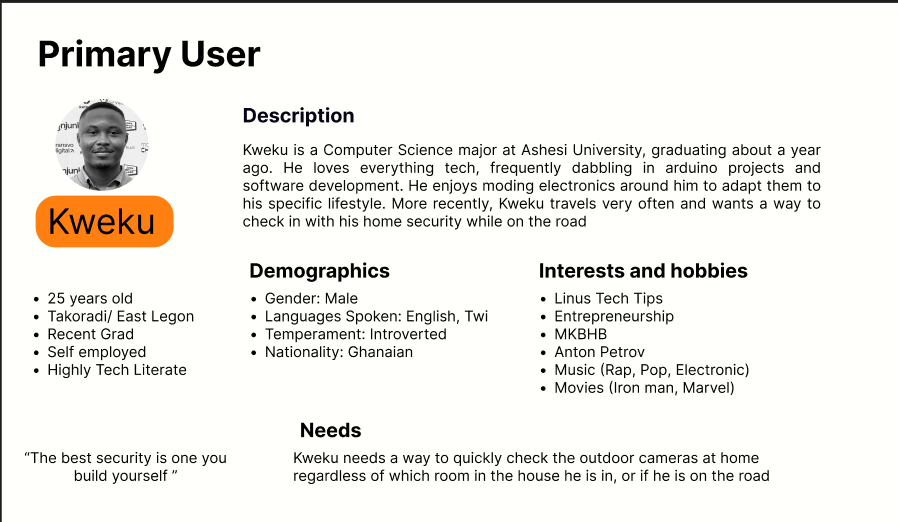 Primary User
Kweku
Description
Kweku is a Computer Science major at Ashesi University, graduating about a year
ago. He loves everything tech, frequently dabbling in arduino projects and
software development. He enjoys moding electronics around him to adapt them to
his specific lifestyle. More recently, Kweku travels very often and wants a way to
check in with his home security while on the road
• 25 years old
• Takoradi/ East Legon
• Recent Grad
• Self employed
• Highly Tech Literate
Demographics
• Gender: Male
• Languages Spoken: English, Twi
• Temperament: Introverted
• Nationality: Ghanaian
Interests and hobbies
• Linus Tech Tips
• Entrepreneurship
• MKBHB
• Anton Petrov
• Music (Rap, Pop, Electronic)
• Movies (Iron man, Marvel)
“The best security is one you
build yourself ”
Needs
Kweku needs a way to quickly check the outdoor cameras at home
regardless of which room in the house he is in, or if he is on the road